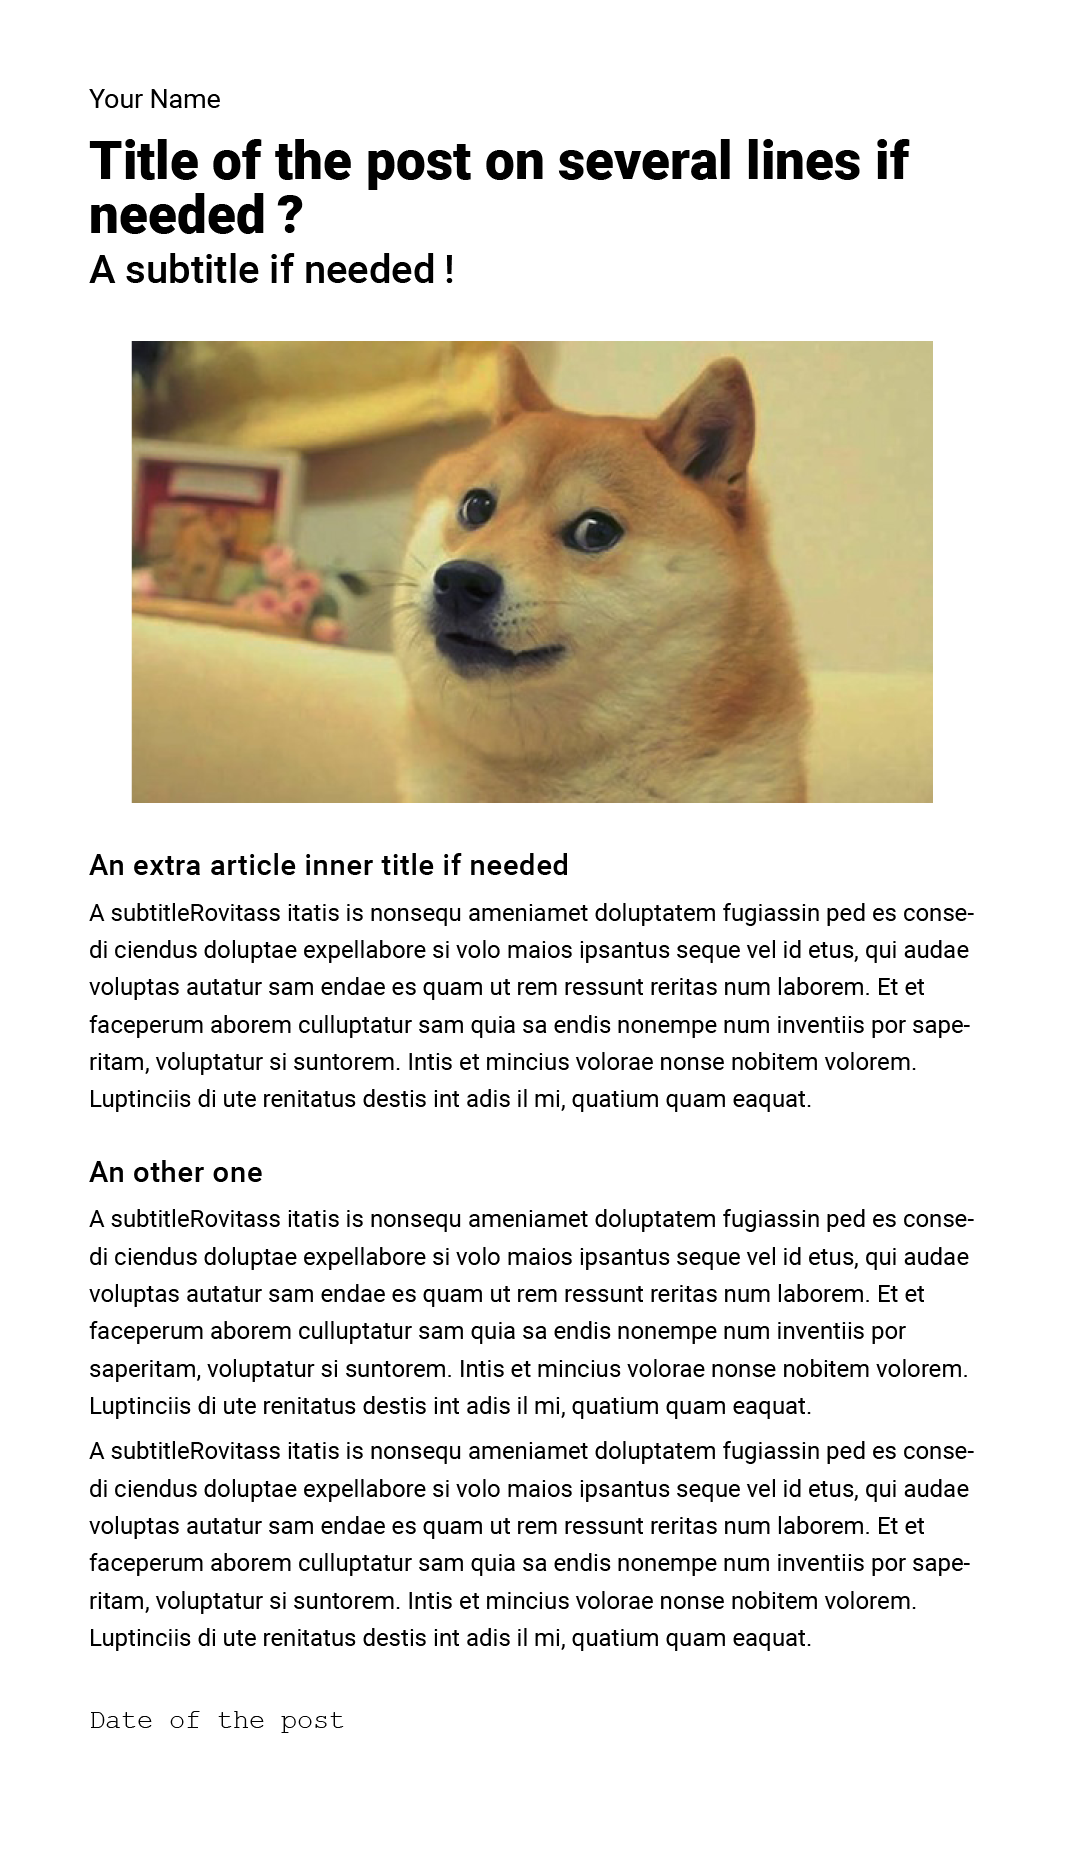 Your Name
Title of the post on several lines if
needed ?
A subtitle if needed !
An extra article inner title if needed
A subtitleRovitass itatis is nonsequ ameniamet doluptatem fugiassin ped es conse-
di ciendus doluptae expellabore si volo maios ipsantus seque vel id etus, qui audae
voluptas autatur sam endae es quam ut rem ressunt reritas num laborem. Et et
faceperum aborem culluptatur sam quia sa endis nonempe num inventiis por sape-
ritam, voluptatur si suntorem. Intis et mincius volorae nonse nobitem volorem.
Luptinciis di ute renitatus destis int adis il mi, quatium quam eaquat.
An other one
A subtitleRovitass itatis is nonsequ ameniamet doluptatem fugiassin ped es conse-
di ciendus doluptae expellabore si volo maios ipsantus seque vel id etus, qui audae
voluptas autatur sam endae es quam ut rem ressunt reritas num laborem. Et et
faceperum aborem culluptatur sam quia sa endis nonempe num inventiis por
saperitam, voluptatur si suntorem. Intis et mincius volorae nonse nobitem volorem.
Luptinciis di ute renitatus destis int adis il mi, quatium quam eaquat.
A subtitleRovitass itatis is nonsequ ameniamet doluptatem fugiassin ped es conse-
di ciendus doluptae expellabore si volo maios ipsantus seque vel id etus, qui audae
voluptas autatur sam endae es quam ut rem ressunt reritas num laborem. Et et
faceperum aborem culluptatur sam quia sa endis nonempe num inventiis por sape-
ritam, voluptatur si suntorem. Intis et mincius volorae nonse nobitem volorem.
Luptinciis di ute renitatus destis int adis il mi, quatium quam eaquat.
Date of the post